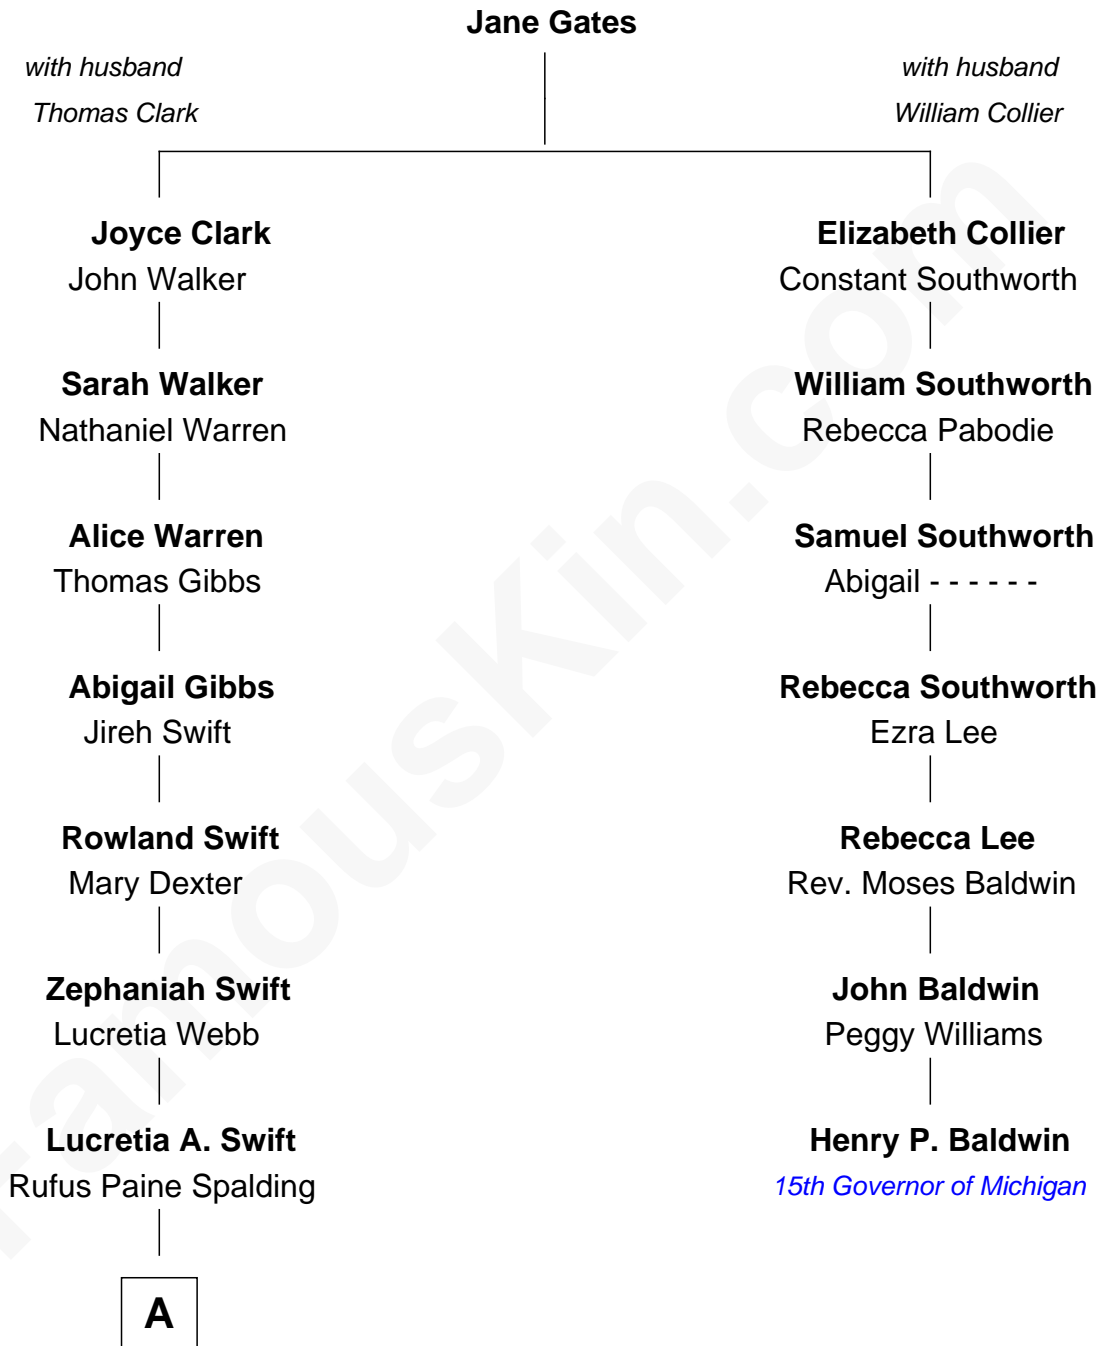 Jane Gates
with husband
Thomas Clark
with husband
William Collier
Joyce Clark
John Walker
Elizabeth Collier
Constant Southworth
Sarah Walker
Nathaniel Warren
William Southworth
Rebecca Pabodie
Alice Warren
Thomas Gibbs
Samuel Southworth
Abigail - - - - - -
Abigail Gibbs
Jireh Swift
Rebecca Southworth
Ezra Lee
Rowland Swift
Mary Dexter
Rebecca Lee
Rev. Moses Baldwin
Zephaniah Swift
Lucretia Webb
John Baldwin
Peggy Williams
Lucretia A. Swift
Rufus Paine Spalding
Henry P. Baldwin
15th Governor of Michigan
A
FamousKin.com